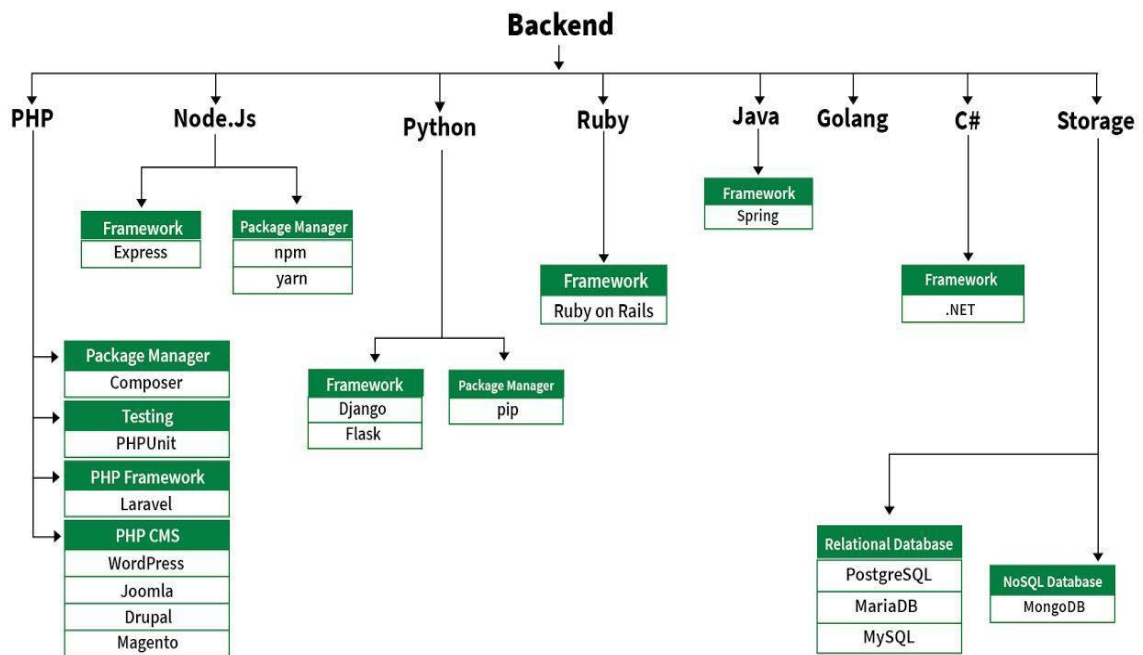 Backend
PHP
Node.Js
Python
Ruby
Java
Golang
C#
Storage
Framework
Express
Package Manager
npm
yarn
Framework
Spring
Framework
Ruby on Rails
Framework
.NET
Package Manager
Composer
Testing
PHPUnit
PHP Framework
Laravel
PHP CMS
WordPress
Joomla
Drupal
Magento
Framework
Django
Flask
Package Manager
pip
Relational Database
PostgreSQL
MariaDB
MySQL
NoSQL Database
MongoDB